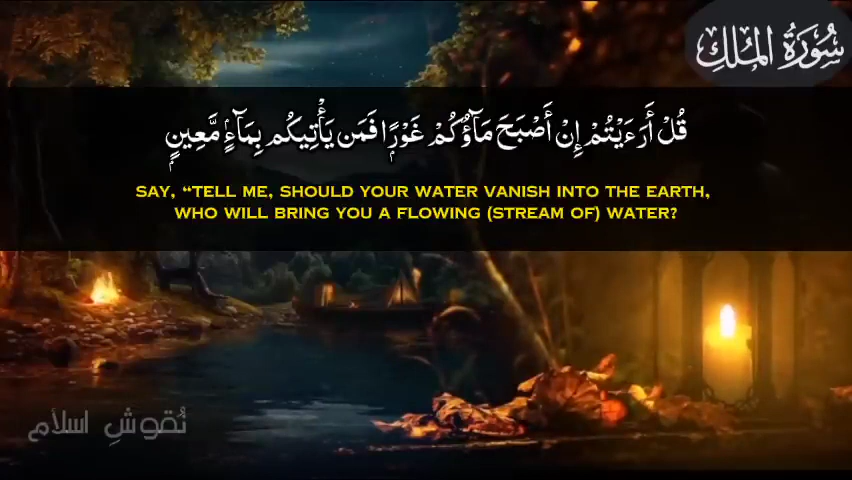 سُورَةُ المُلكِ
قُلْ أَرَءَيْتُمْ إِنْ أَصْبَحَ مَآؤُكُمْ غَوْرًا فَمَن يَأْتِيكُم بِمَآءٍ مَّعِينٍۭ
SAY, “TELL ME, SHOULD YOUR WATER VANISH INTO THE EARTH,
WHO WILL BRING YOU A FLOWING (STREAM OF) WATER?
نُقوشِ اسلام